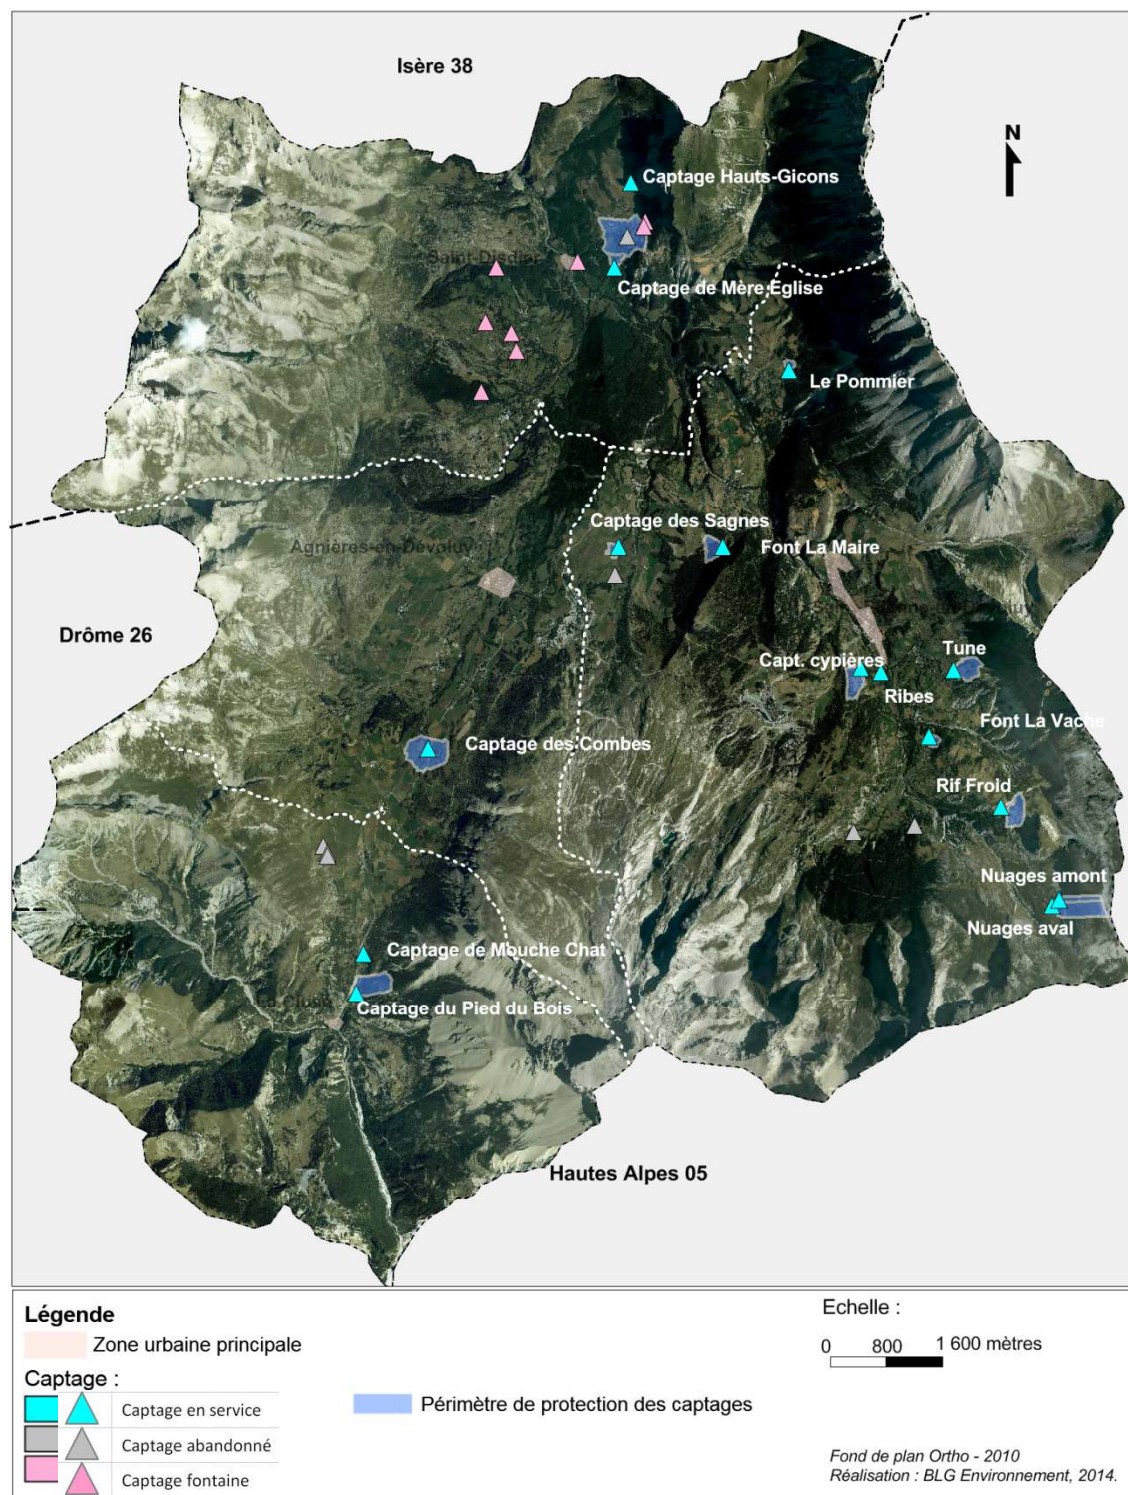 Isère 38
N
Captage Hauts-Gicons
Saint-Disdier
Captage de Mère Eglise
Le Pommier
Captage des Sagnes
Agnières-en-Dévoluy
Font La Maire
Drôme 26
Tune
Capt. cypières
Ribes
Font La Vache
Captage des Combes
Rif Froid
Nuages amont
Nuages aval
Captage de Mouche Chat
Captage du Pied du Bois
Hautes Alpes 05
Légende
Zone urbaine principale
Captage :
Captage en service
Captage abandonné
Captage fontaine
Périmètre de protection des captages
Echelle :
0 800 1 600 mètres
Fond de plan Ortho - 2010
Réalisation : BLG Environnement, 2014.